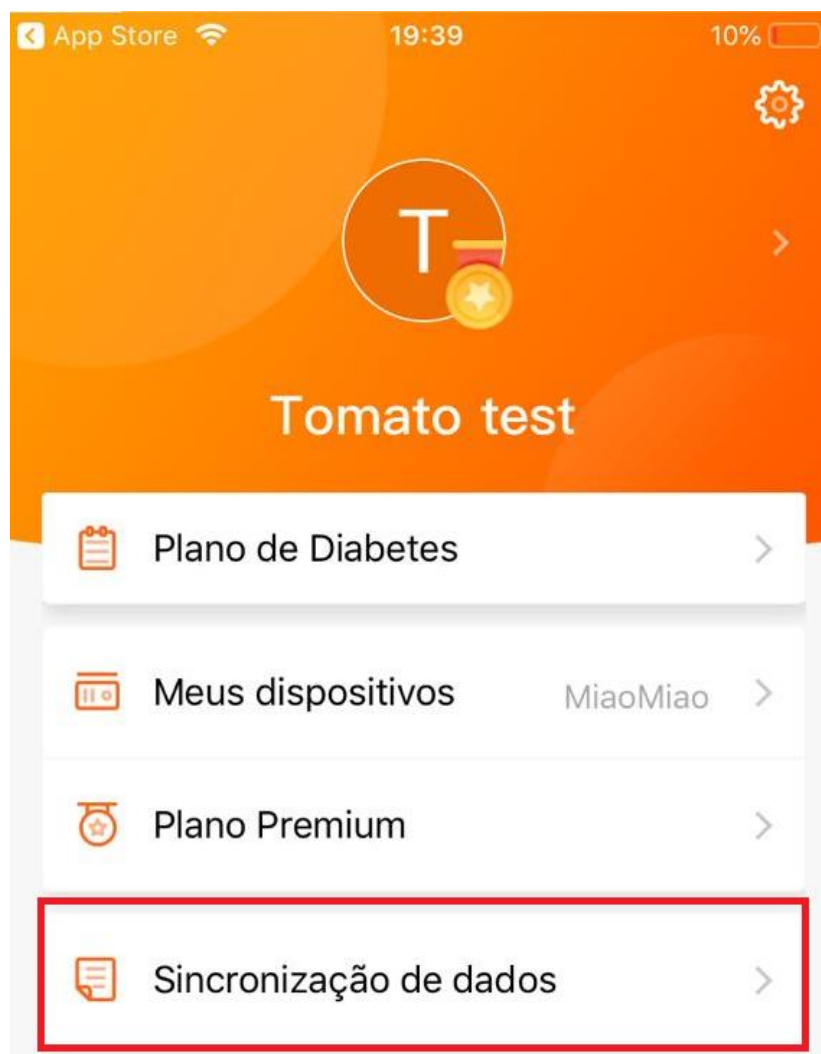 App Store 19:39 10%
T
Tomato test
Plano de Diabetes
Meus dispositivos MiaoMiao
Plano Premium
Sincronização de dados